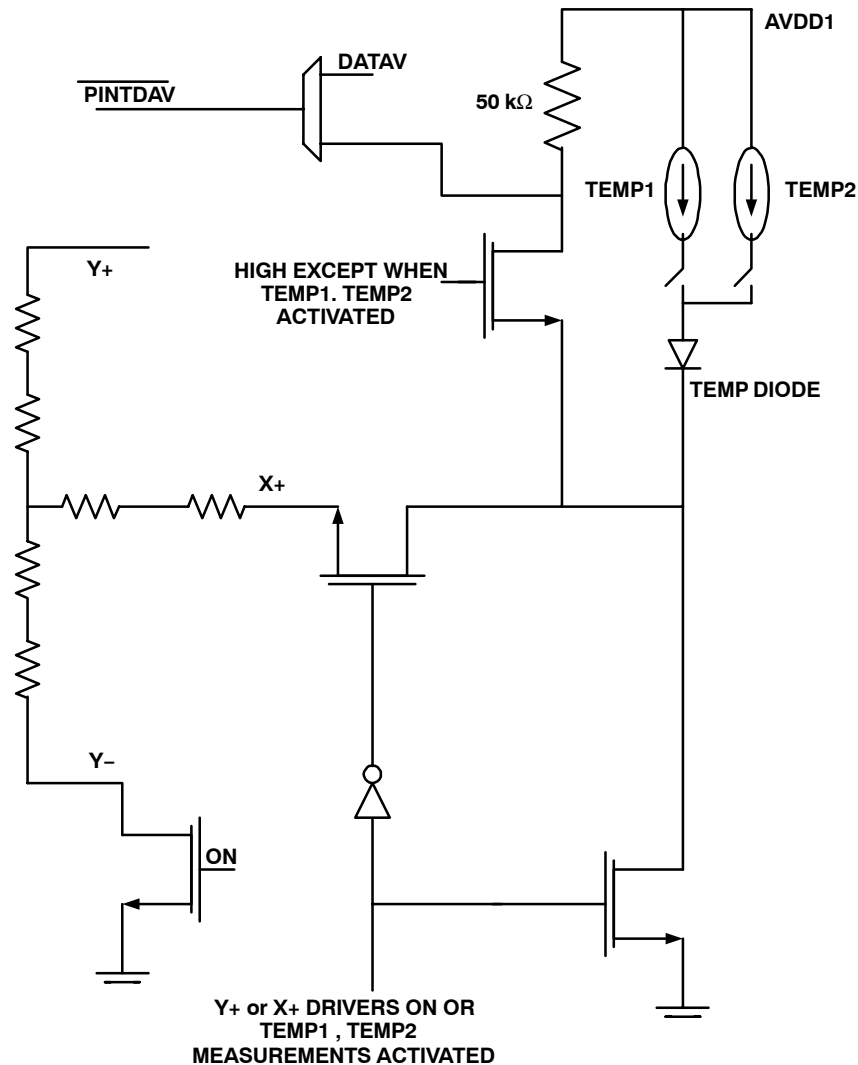 AVDD1
DATAV
PINTDAV
50 kΩ
TEMP1
TEMP2
Y+
HIGH EXCEPT WHEN
TEMP1. TEMP2
ACTIVATED
TEMP DIODE
X+
Y–
ON
Y+ or X+ DRIVERS ON OR
TEMP1 , TEMP2
MEASUREMENTS ACTIVATED